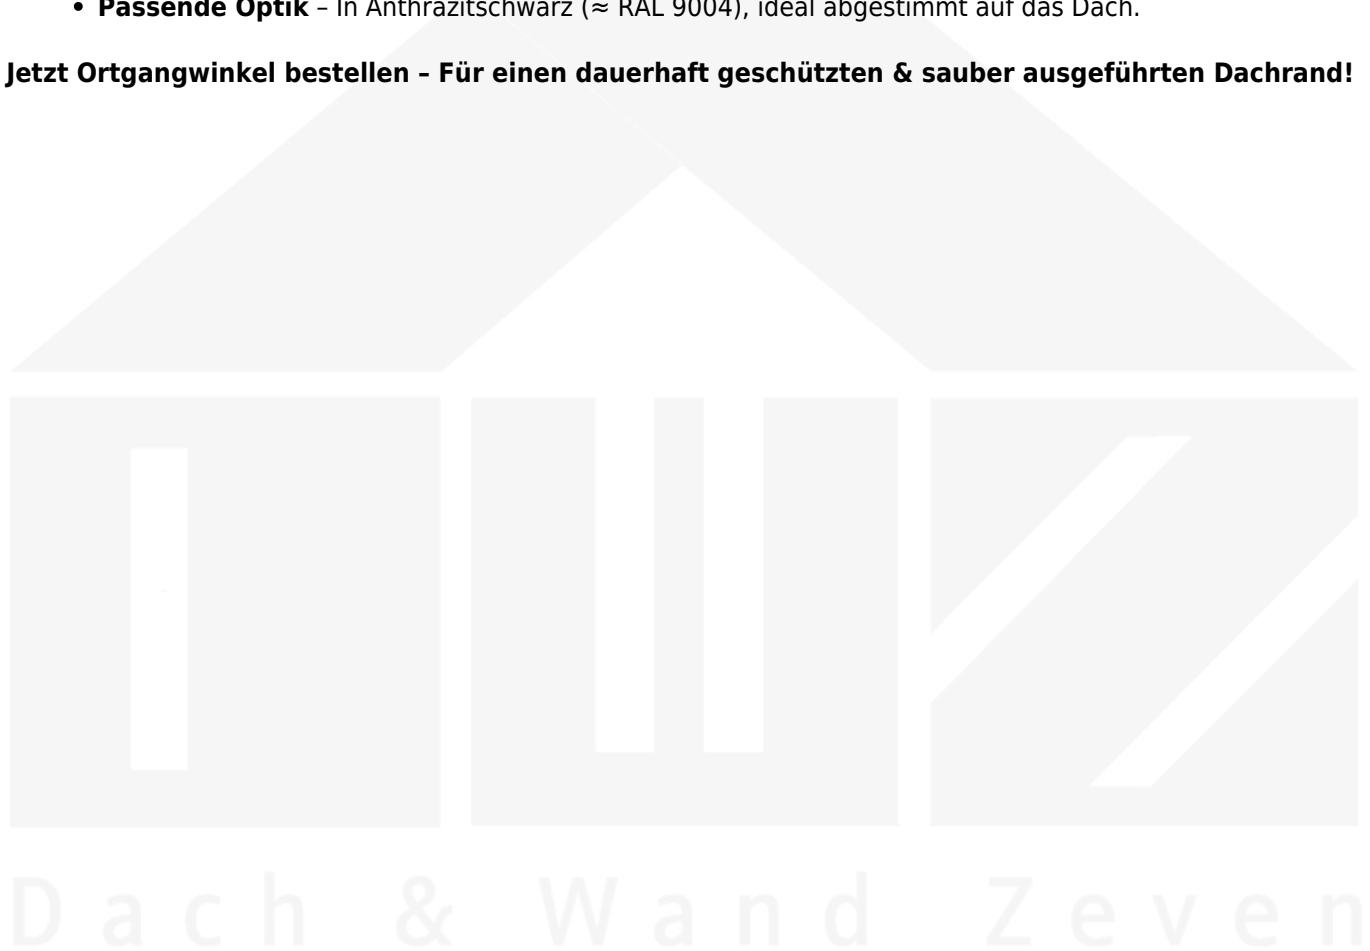 • Passende Optik – In Anthrazitschwarz (≈ RAL 9004), ideal abgestimmt auf das Dach.
Jetzt Ortgangwinkel bestellen – Für einen dauerhaft geschützten & sauber ausgeführten Dachrand!
Dach & Wand Zeven